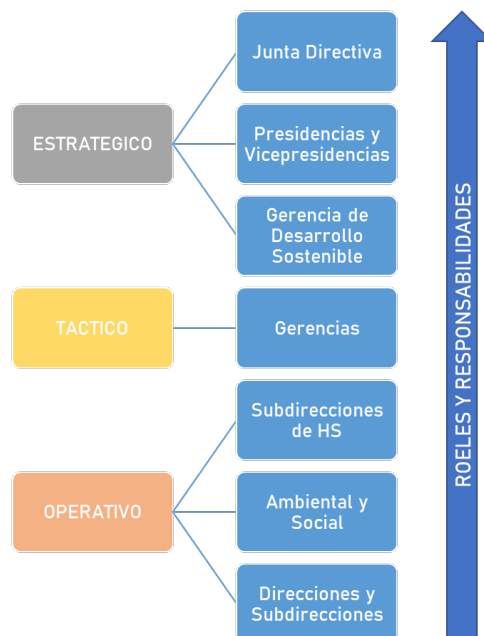 Junta Directiva
ESTRATEGICO
Presidencias y
Vicepresidencias
Gerencia de
Desarrollo
Sostenible
TACTICO
Gerencias
Subdirecciones
de HS
OPERATIVO
Ambiental y
Social
Direcciones y
Subdirecciones
ROELES Y RESPONSABILIDADES